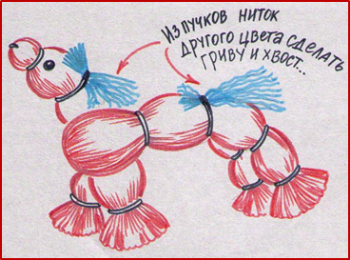 Из пучков ниток
другого цвета сделать
гриву и хвост...